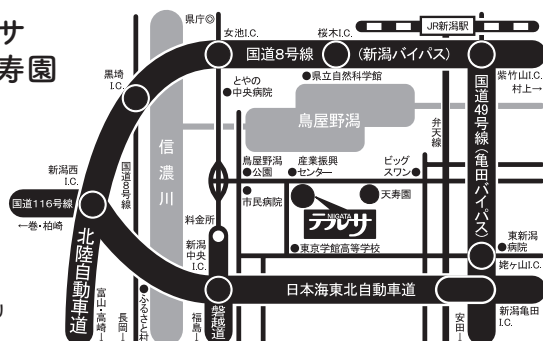 サ
寿園
県庁◎
JR新潟駅
女池I.C.
桜木I.C.
国道8号線
(新潟バイパス)
紫竹山I.C.
村上→
黒埼
I.C.
とやの
●中央病院
●県立自然科学館
国道49号線(亀田バイパス)
鳥屋野潟
弁天線
信濃川
新潟西
I.C.
国道8号線
鳥屋野潟
●公園
産業振興
●センター
ビッグ
スワン●
国道116号線
←巻・柏崎
●
市民病院
天寿園
NIIGATA
テルサ
料金所
東新潟
●病院
北陸自動車道
新潟
中央
I.C.
●東京学館高等学校
姥ヶ山I.C.
日本海東北自動車道
富山・高崎→
長岡→
●ふるさと村
福島→
磐越道
安田→
新潟亀田
I.C.